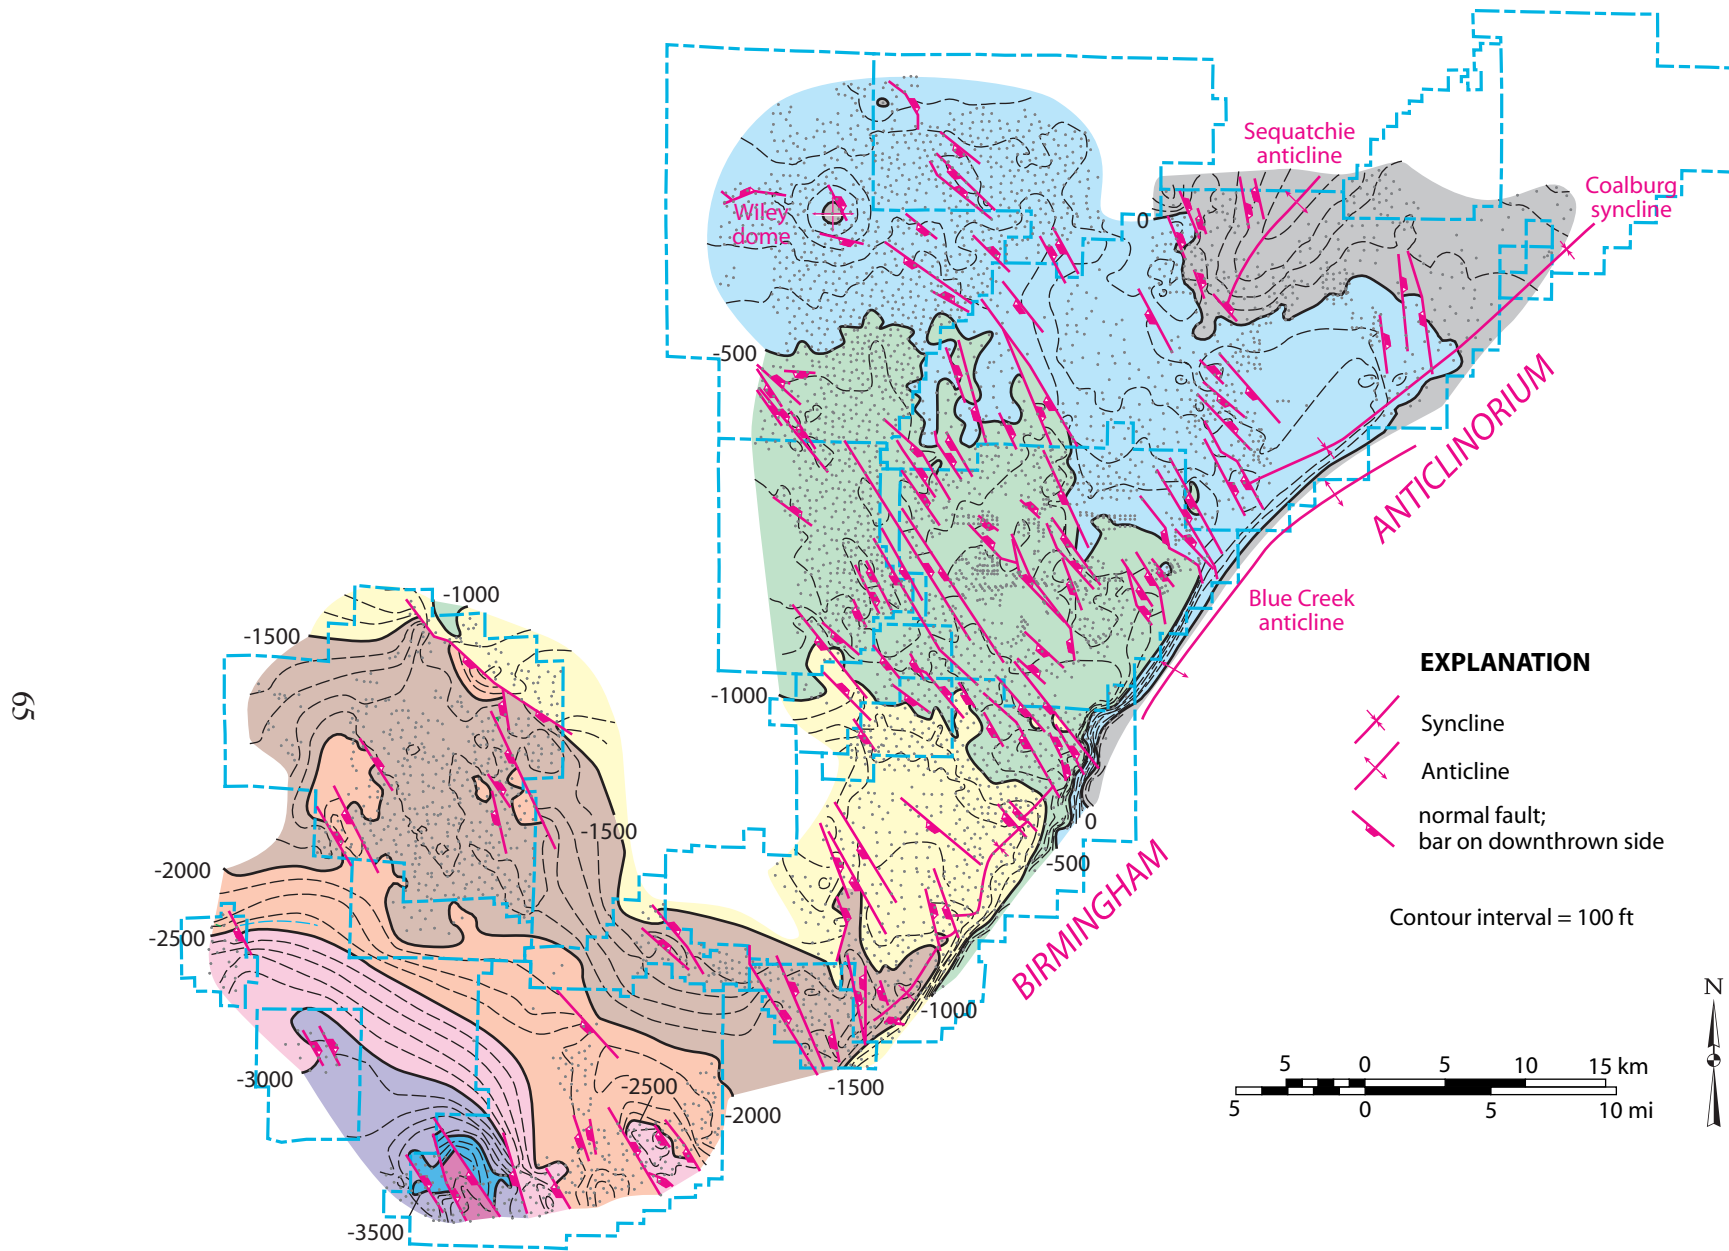 Sequatchie
anticline
Coalburg
syncline
0
Wiley
dome
-500
ANTICLINORIUM
-1000
-1500
Blue Creek
anticline
-1000
65
EXPLANATION
Syncline
Anticline
normal fault;
bar on downthrown side
Contour interval = 100 ft
0
-1500
-500
-2000
BIRMINGHAM
-2500
-1000
N
-3000
-2500
-1500
-2000
-3500
5 0 5 10 15 km
5 0 5 10 mi